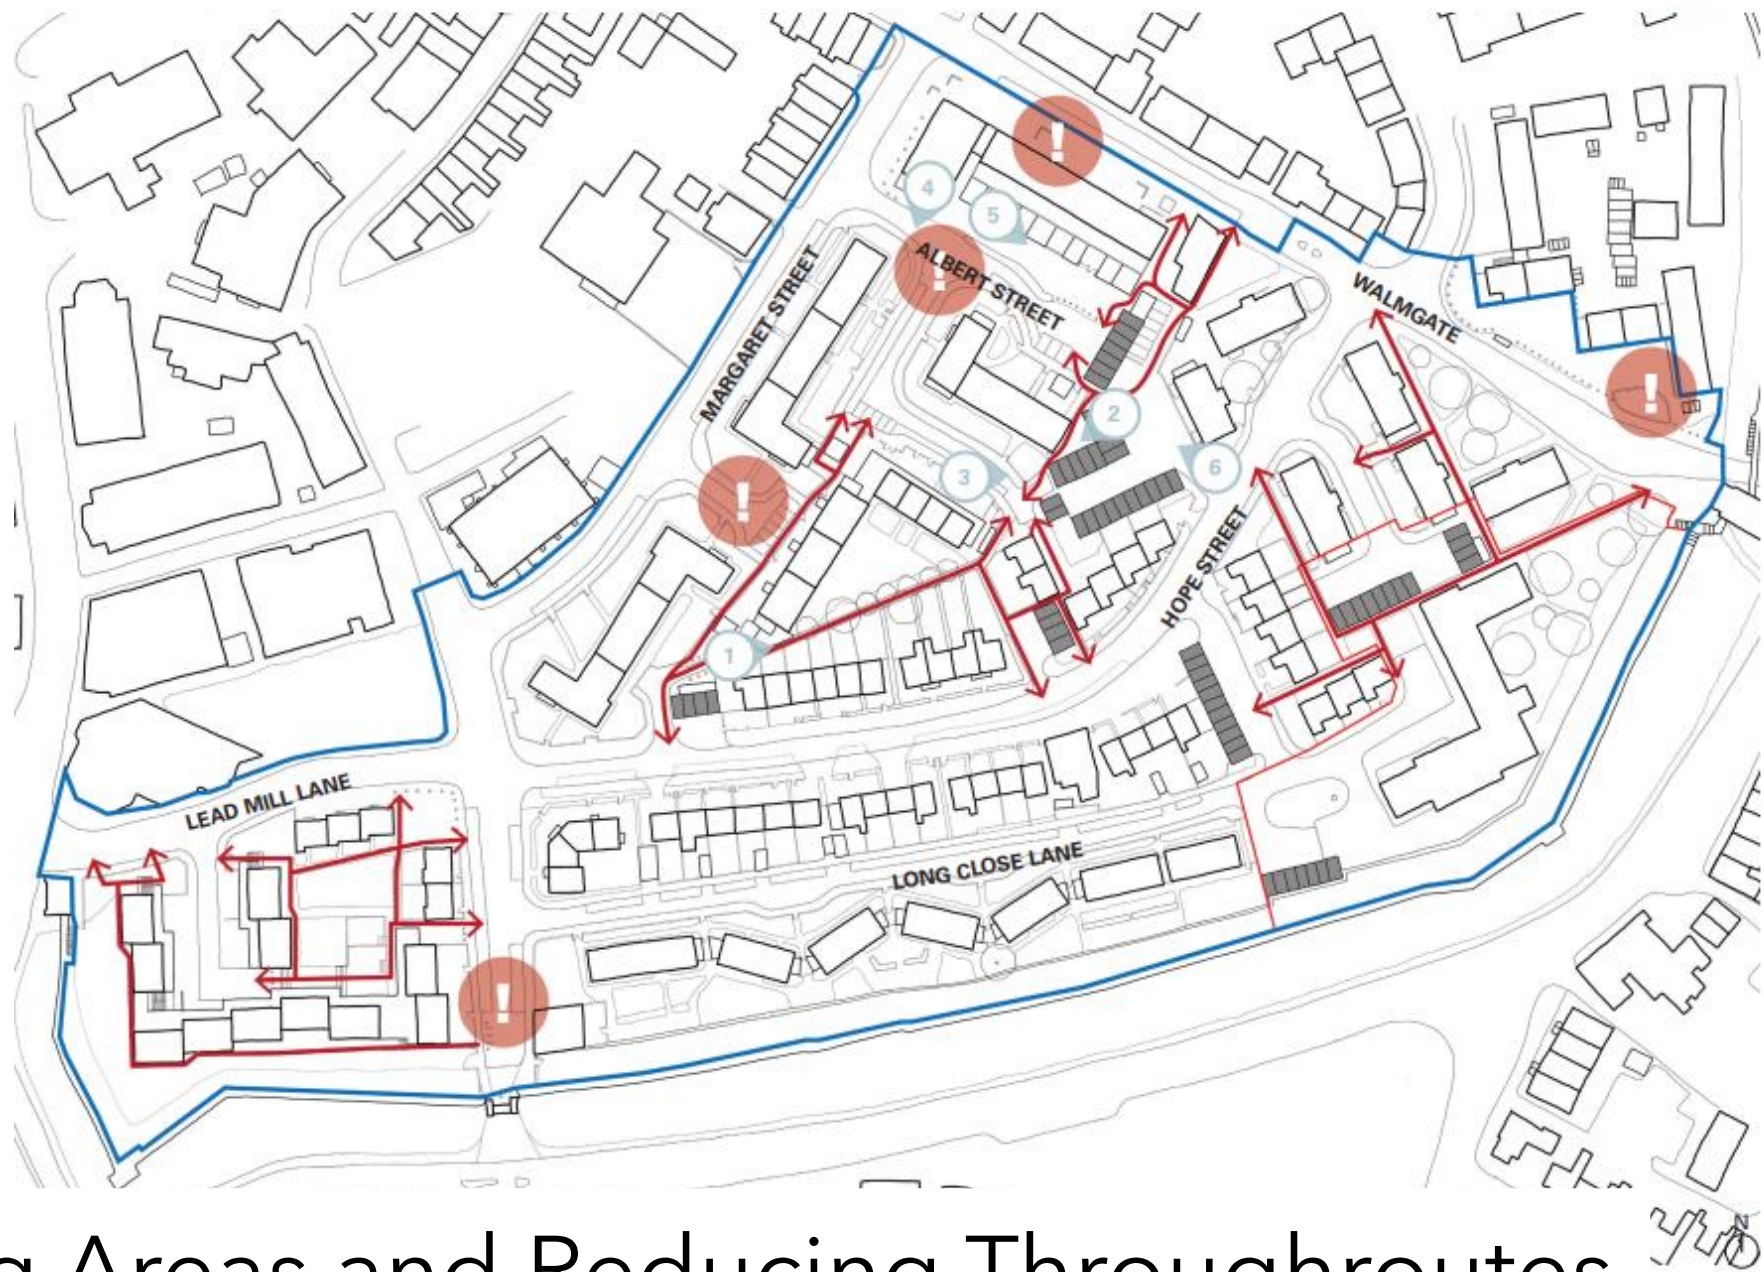 !
4
5
ALBERT STREET
!
MARGARET STREET
WALMGATE
!
2
3
6
!
HOPE STREET
1
LEAD MILL LANE
LONG CLOSE LANE
!
N
g Areas and Reducing Throughroutes